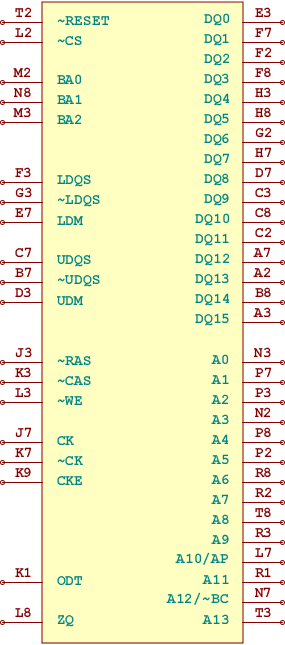 T2 ~RESET DQ0 E3
L2 ~CS DQ1 F7
DQ2 F2
M2 BA0 DQ3 F8
N8 BA1 DQ4 H3
M3 BA2 DQ5 H8
DQ6 G2
DQ7 H7
F3 LDQS DQ8 D7
G3 ~LDQS DQ9 C3
E7 LDM DQ10 C8
DQ11 C2
C7 UDQS DQ12 A7
B7 ~UDQS DQ13 A2
D3 UDM DQ14 B8
DQ15 A3
J3 ~RAS A0 N3
K3 ~CAS A1 P7
L3 ~WE A2 P3
A3 N2
J7 CK A4 P8
K7 ~CK A5 P2
K9 CKE A6 R8
A7 R2
A8 T8
A9 R3
A10/AP L7
K1 ODT A11 R1
A12/~BC N7
L8 ZQ A13 T3